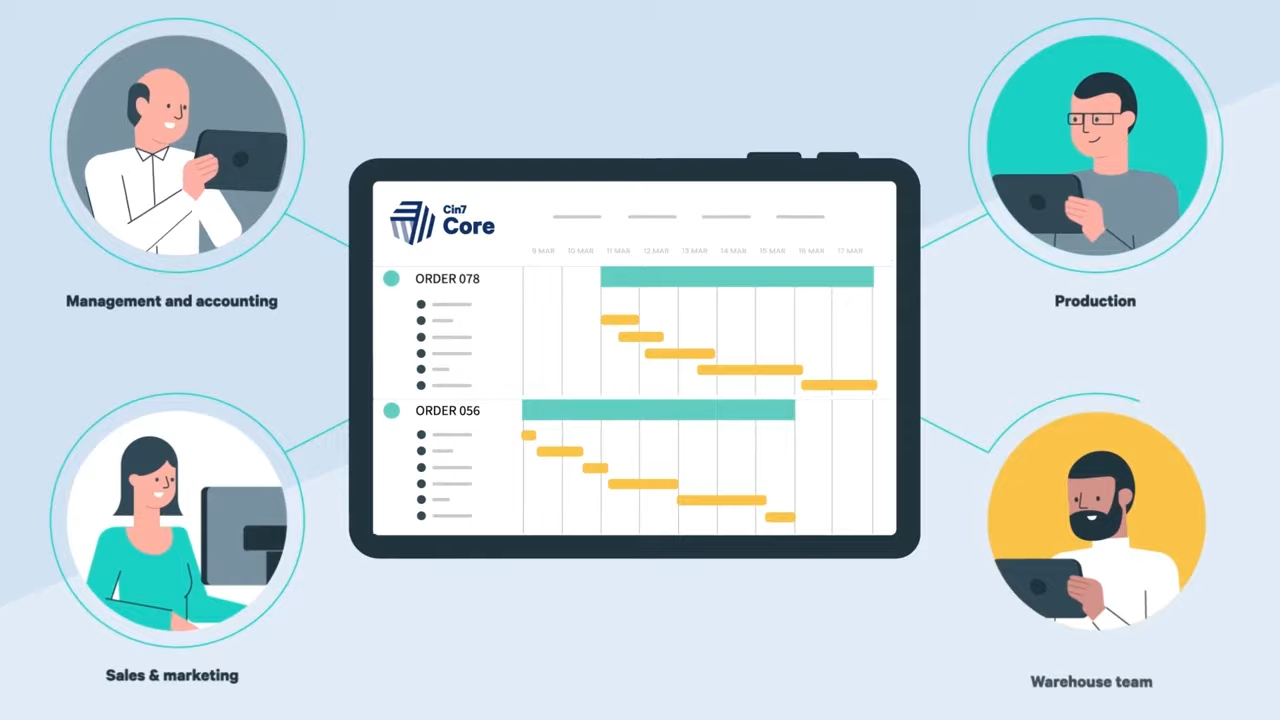 Cin7
Core
9 MAR 10 MAR 11 MAR 12 MAR 13 MAR 14 MAR 15 MAR 16 MAR 17 MAR
ORDER 078
ORDER 056
Management and accounting
Production
Sales & marketing
Warehouse team